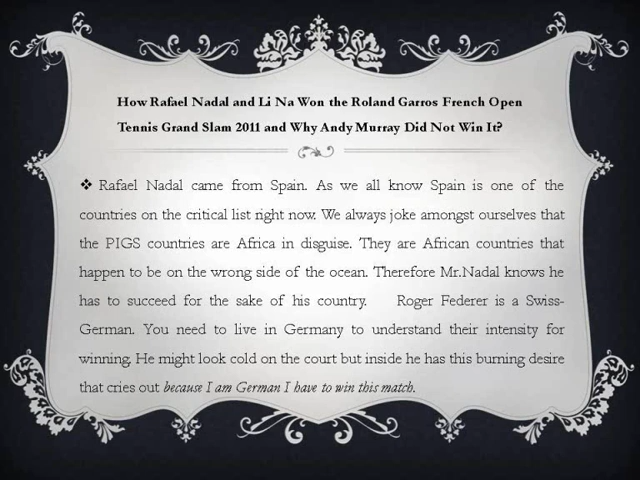 How Rafael Nadal and Li Na Won the Roland Garros French Open
Tennis Grand Slam 2011 and Why Andy Murray Did Not Win It?
❖ Rafael Nadal came from Spain. As we all know Spain is one of the
countries on the critical list right now. We always joke amongst ourselves that
the PIGS countries are Africa in disguise. They are African countries that
happen to be on the wrong side of the ocean. Therefore Mr.Nadal knows he
has to succeed for the sake of his country. Roger Federer is a Swiss-
German. You need to live in Germany to understand their intensity for
winning. He might look cold on the court but inside he has this burning desire
that cries out because I am German I have to win this match.